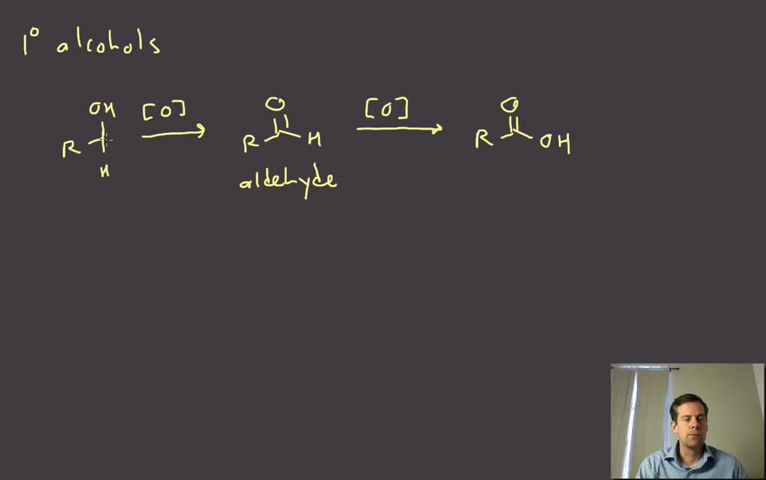 1° alcohols
OH [O] O [O] O
R H R H R OH
aldehyde